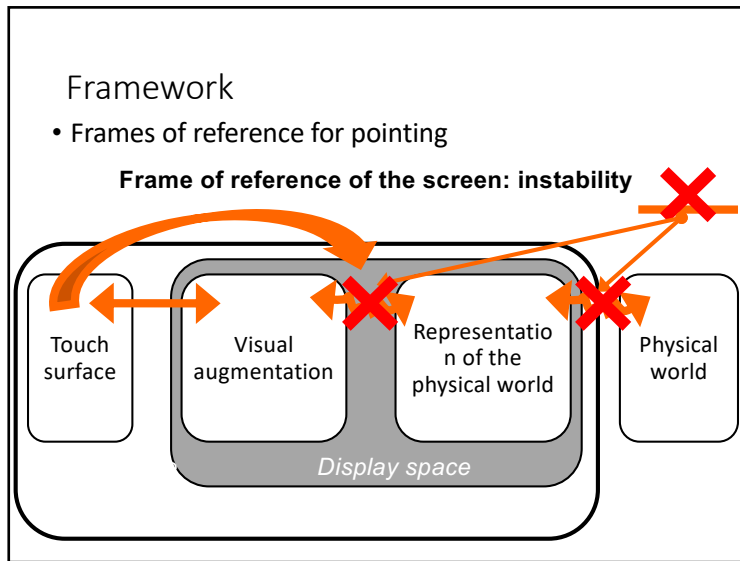 Framework
• Frames of reference for pointing
Frame of reference of the screen: instability
Touch
surface
Visual
augmentation
Representatio
n of the
physical world
Physical
world
Display space